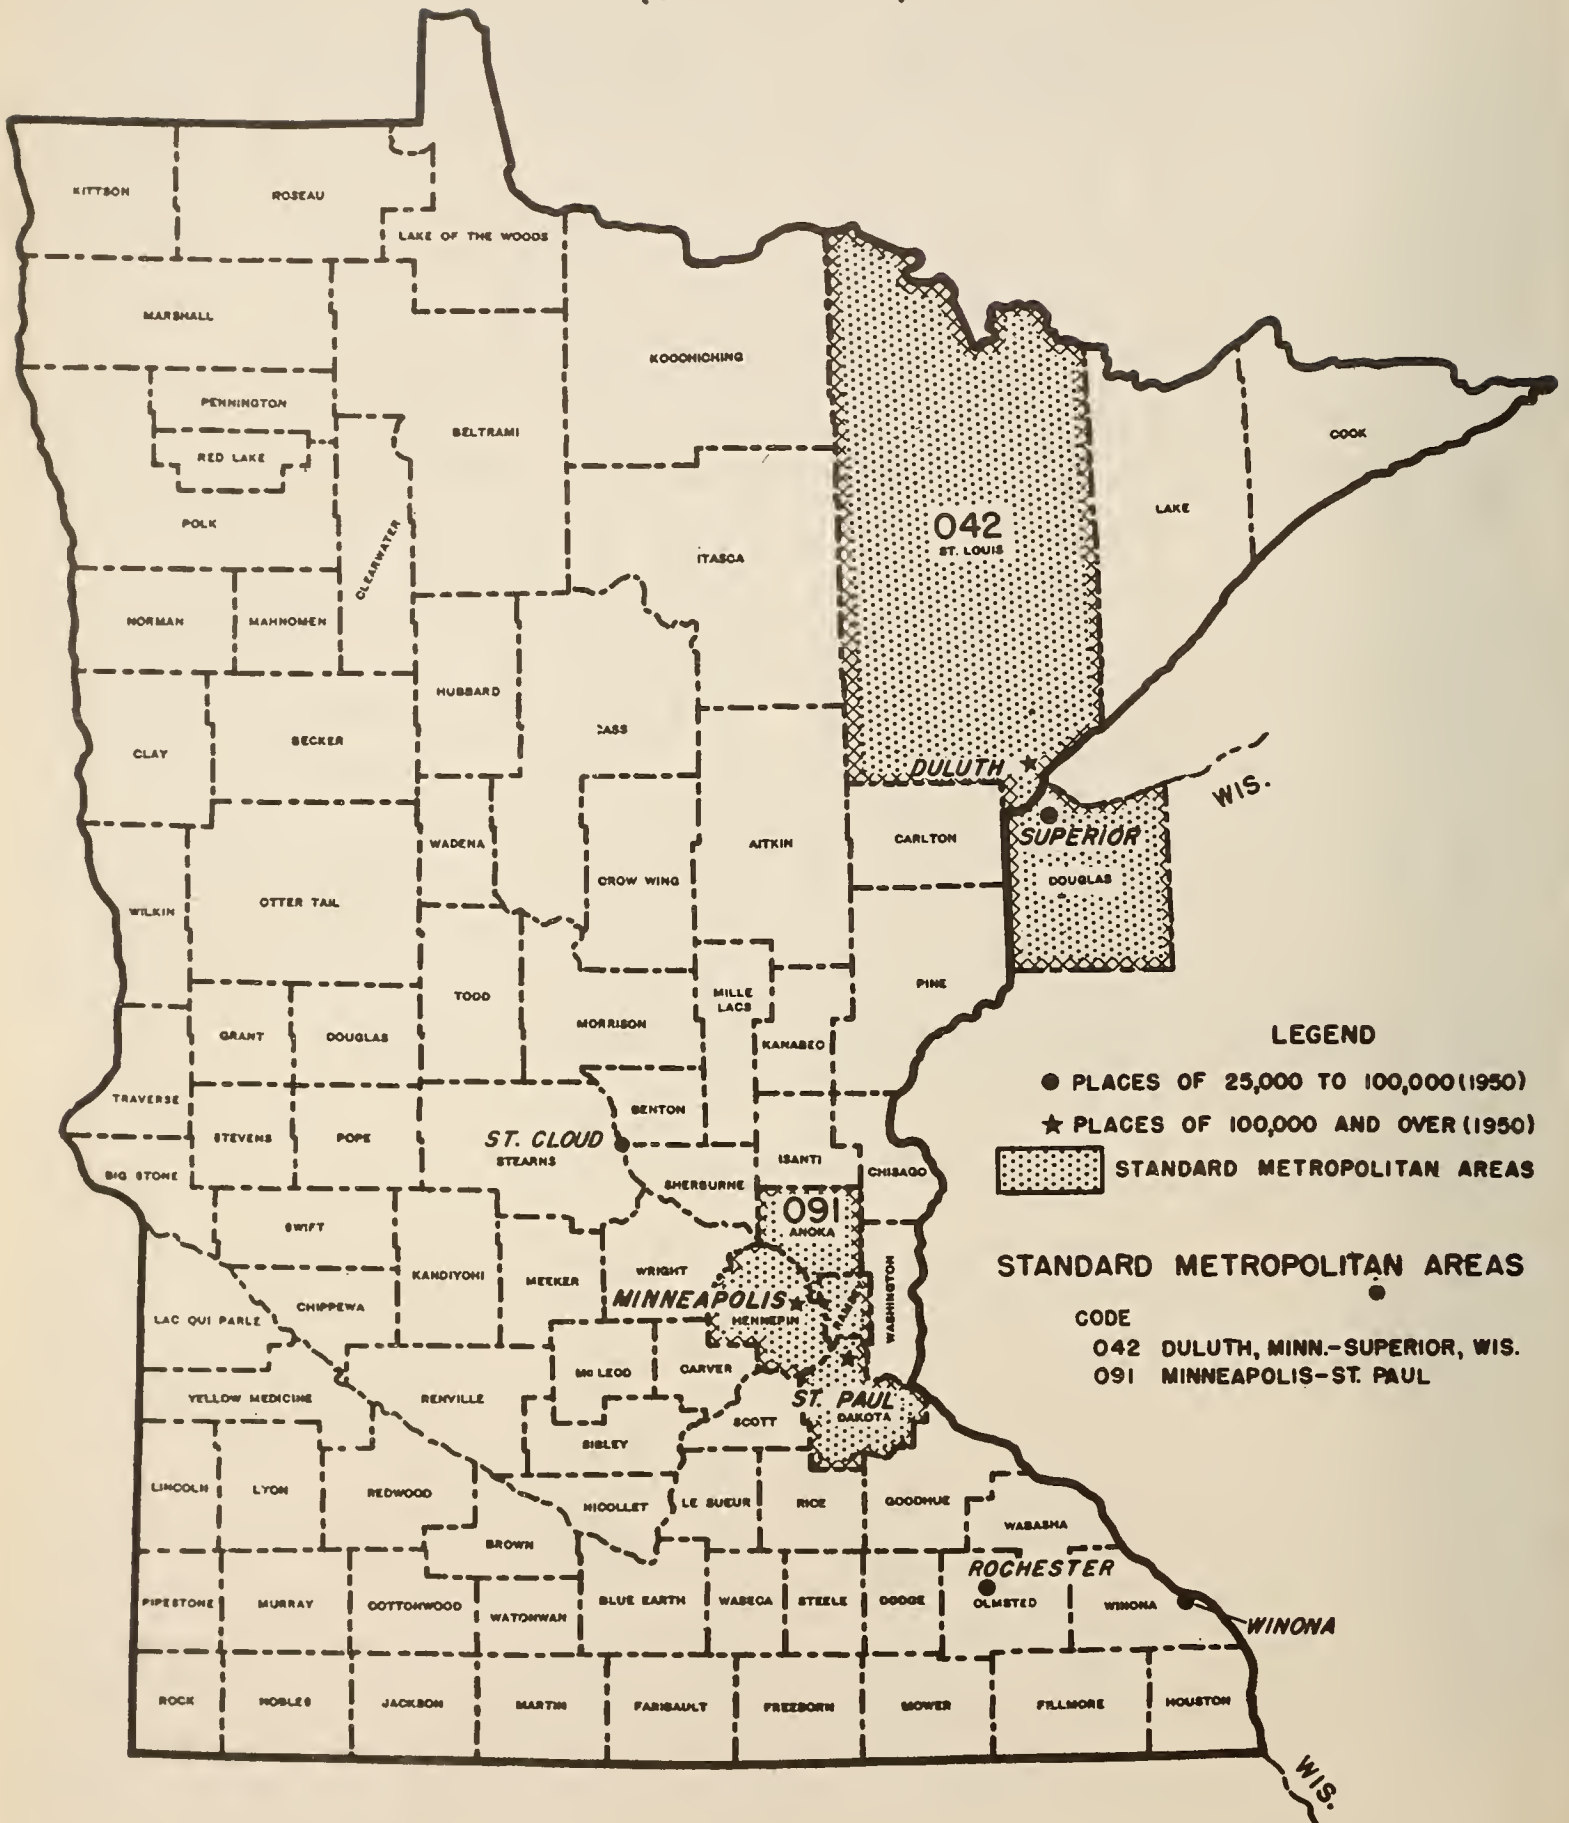 KITTSON
ROSEAU
LAKE OF THE WOODS
MARSHALL
KOOCHICHING
PENNINGTON
BELTRAMI
COOK
RED LAKE
LAKE
POLK
042
ST. LOUIS
CLEARWATER
ITASCA
NORMAN
MAHNOMEN
HUBBARD
CASS
BECKER
CLAY
DULUTH
WIS.
SUPERIOR
WADENA
AITKIN
CARLTON
CROW WING
DOUGLAS
OTTER TAIL
WILKIN
PINE
TODD
MILLE
LACS
MORRISON
GRANT
DOUGLAS
KANABEC
LEGEND
PLACES OF 25,000 TO 100,000 (1950)
TRAVERSE
BENTON
PLACES OF 100,000 AND OVER (1950)
STEVENS
POPE
ST. CLOUD
STEARNS
ISANTI
CHISAGO
STANDARD METROPOLITAN AREAS
BIG STONE
SHERBURNE
091
ANOKA
SWIFT
STANDARD METROPOLITAN AREAS
KANDIYOHI
MEEKER
WRIGHT
WASHINGTON
MINNEAPOLIS
HENNEPIN
CHIPPEWA
LAC QUI PARLE
CODE
042 DULUTH, MINN.-SUPERIOR, WIS.
091 MINNEAPOLIS-ST. PAUL
MC LEOD
CARVER
YELLOW MEDICINE
RENVILLE
ST. PAUL
DAKOTA
SCOTT
SIBLEY
LINCOLN
LYON
REDWOOD
NICOLLET
LE SUEUR
RICE
GOODHUE
WABASHA
BROWN
ROCHESTER
OLMSTED
PIPESTONE
MURRAY
COTTONWOOD
WATONWAN
BLUE EARTH
WASECA
STEELE
DODGE
WINONA
WINONA
ROCK
NOBLES
JACKSON
MARTIN
FARIBAULT
FREEBORN
MOWER
FILLMORE
HOUSTON
WIS.